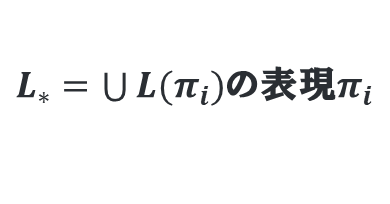 L_* = ∪ L(π_i)の表現π_i